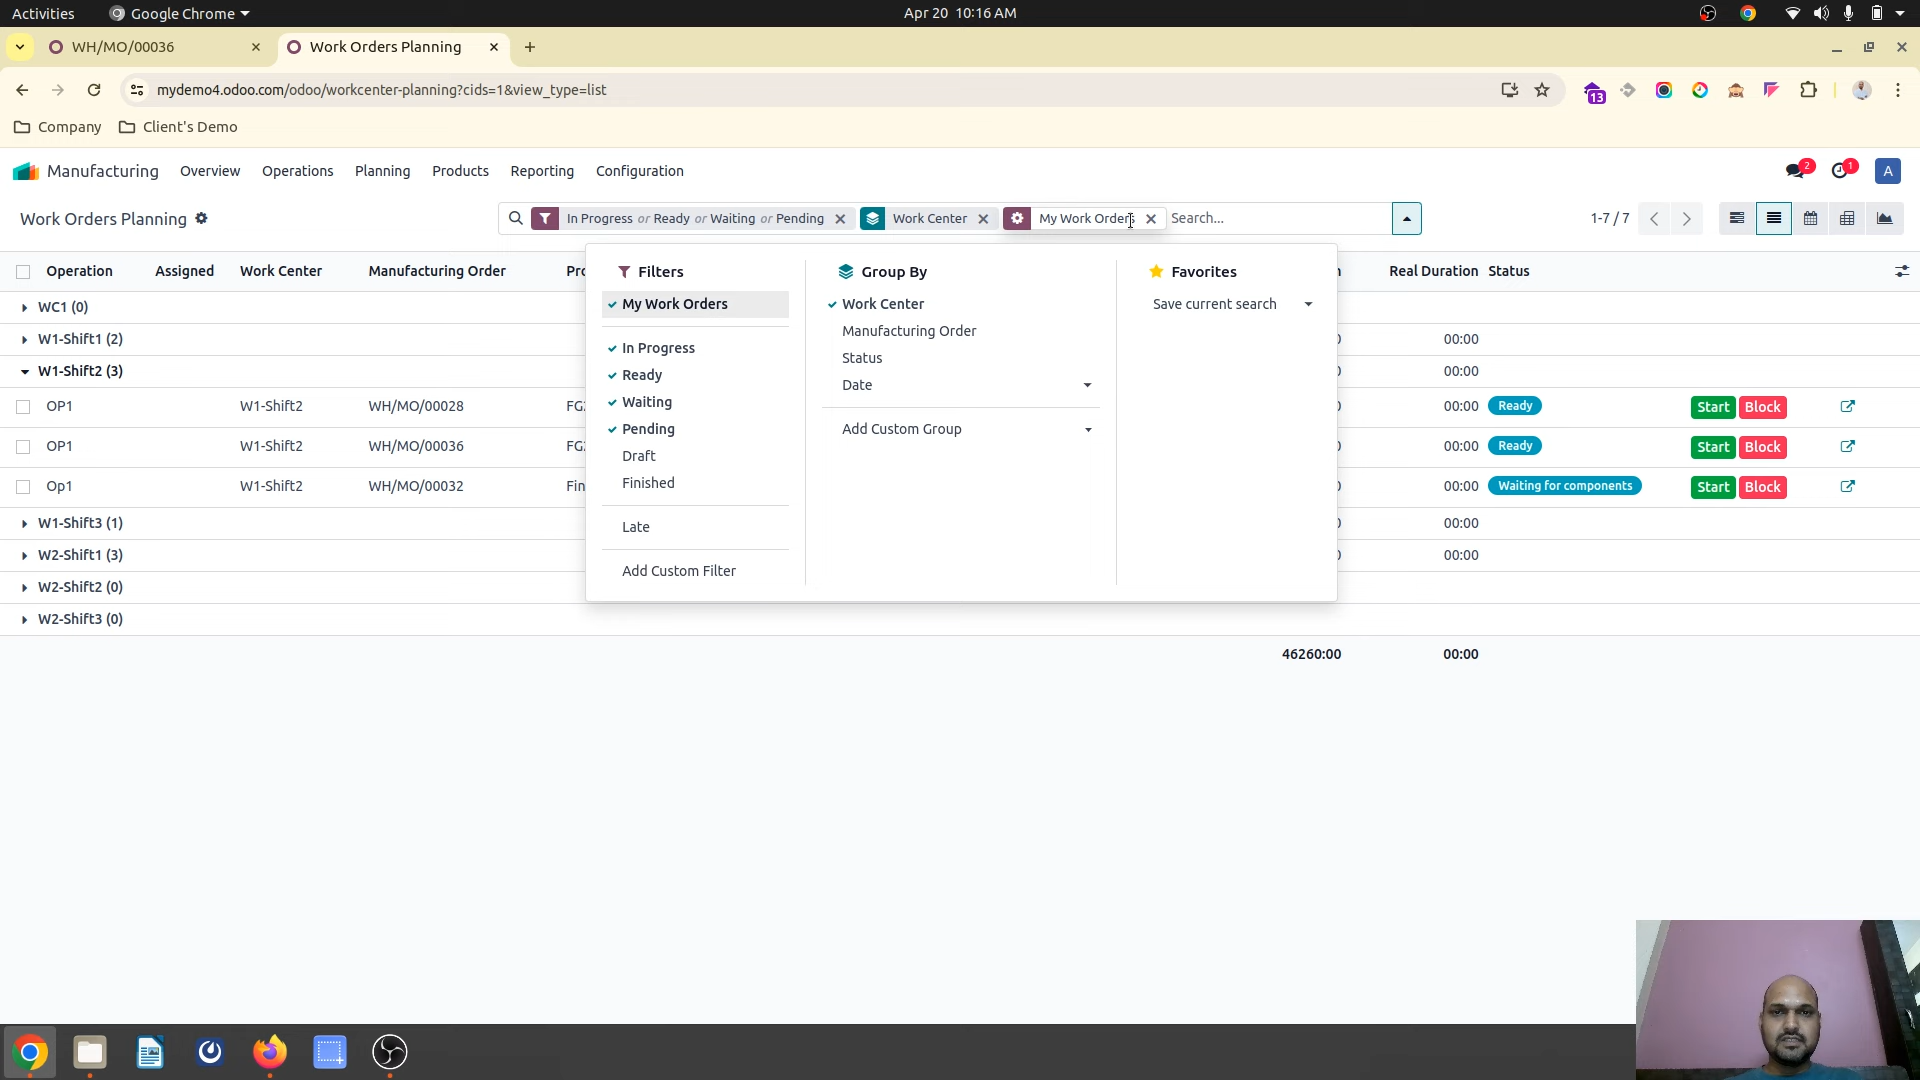 Activities Google Chrome Apr 20 10:16 AM
WH/MO/00036 Work Orders Planning
mydemo4.odoo.com/odoo/workcenter-planning?cids=1&view_type=list 13
Company Client's Demo
Manufacturing Overview Operations Planning Products Reporting Configuration 2 1 A
Work Orders Planning In Progress or Ready or Waiting or Pending Work Center My Work Orders Search... 1-7 / 7
Operation Assigned Work Center Manufacturing Order Real Duration Status
Filters Group By Favorites
My Work Orders Work Center Save current search
In Progress Manufacturing Order
Ready Status
Waiting Date
Pending Add Custom Group
Draft
Finished
Late
Add Custom Filter
WC1 (0)
W1-Shift1 (2) 00:00
W1-Shift2 (3) 00:00
OP1 W1-Shift2 WH/MO/00028 00:00 Ready Start Block
OP1 W1-Shift2 WH/MO/00036 00:00 Ready Start Block
Op1 W1-Shift2 WH/MO/00032 Fin 00:00 Waiting for components Start Block
W1-Shift3 (1) 00:00
W2-Shift1 (3) 00:00
W2-Shift2 (0)
W2-Shift3 (0)
46260:00 00:00